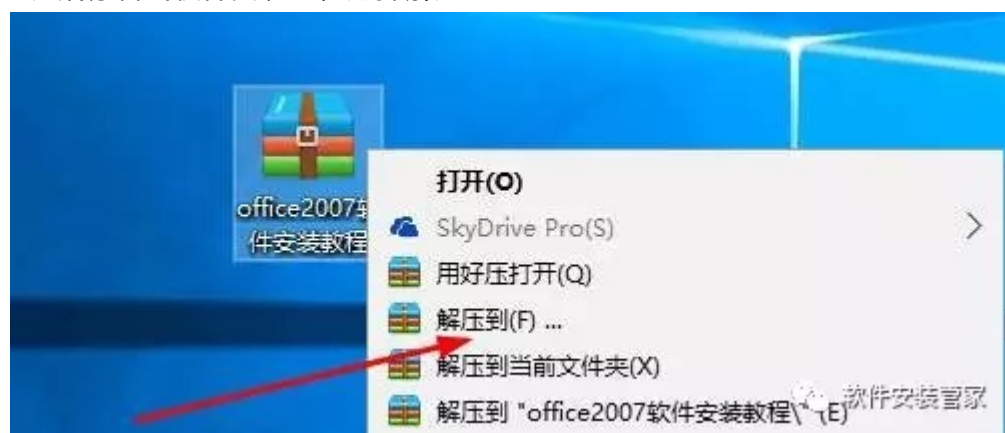 office2007软
件安装教程
打开(O)
SkyDrive Pro(S)
用好压打开(Q)
解压到(F) ...
解压到当前文件夹(X)
解压到 "office2007软件安装教程\" (E)
软件安装管家